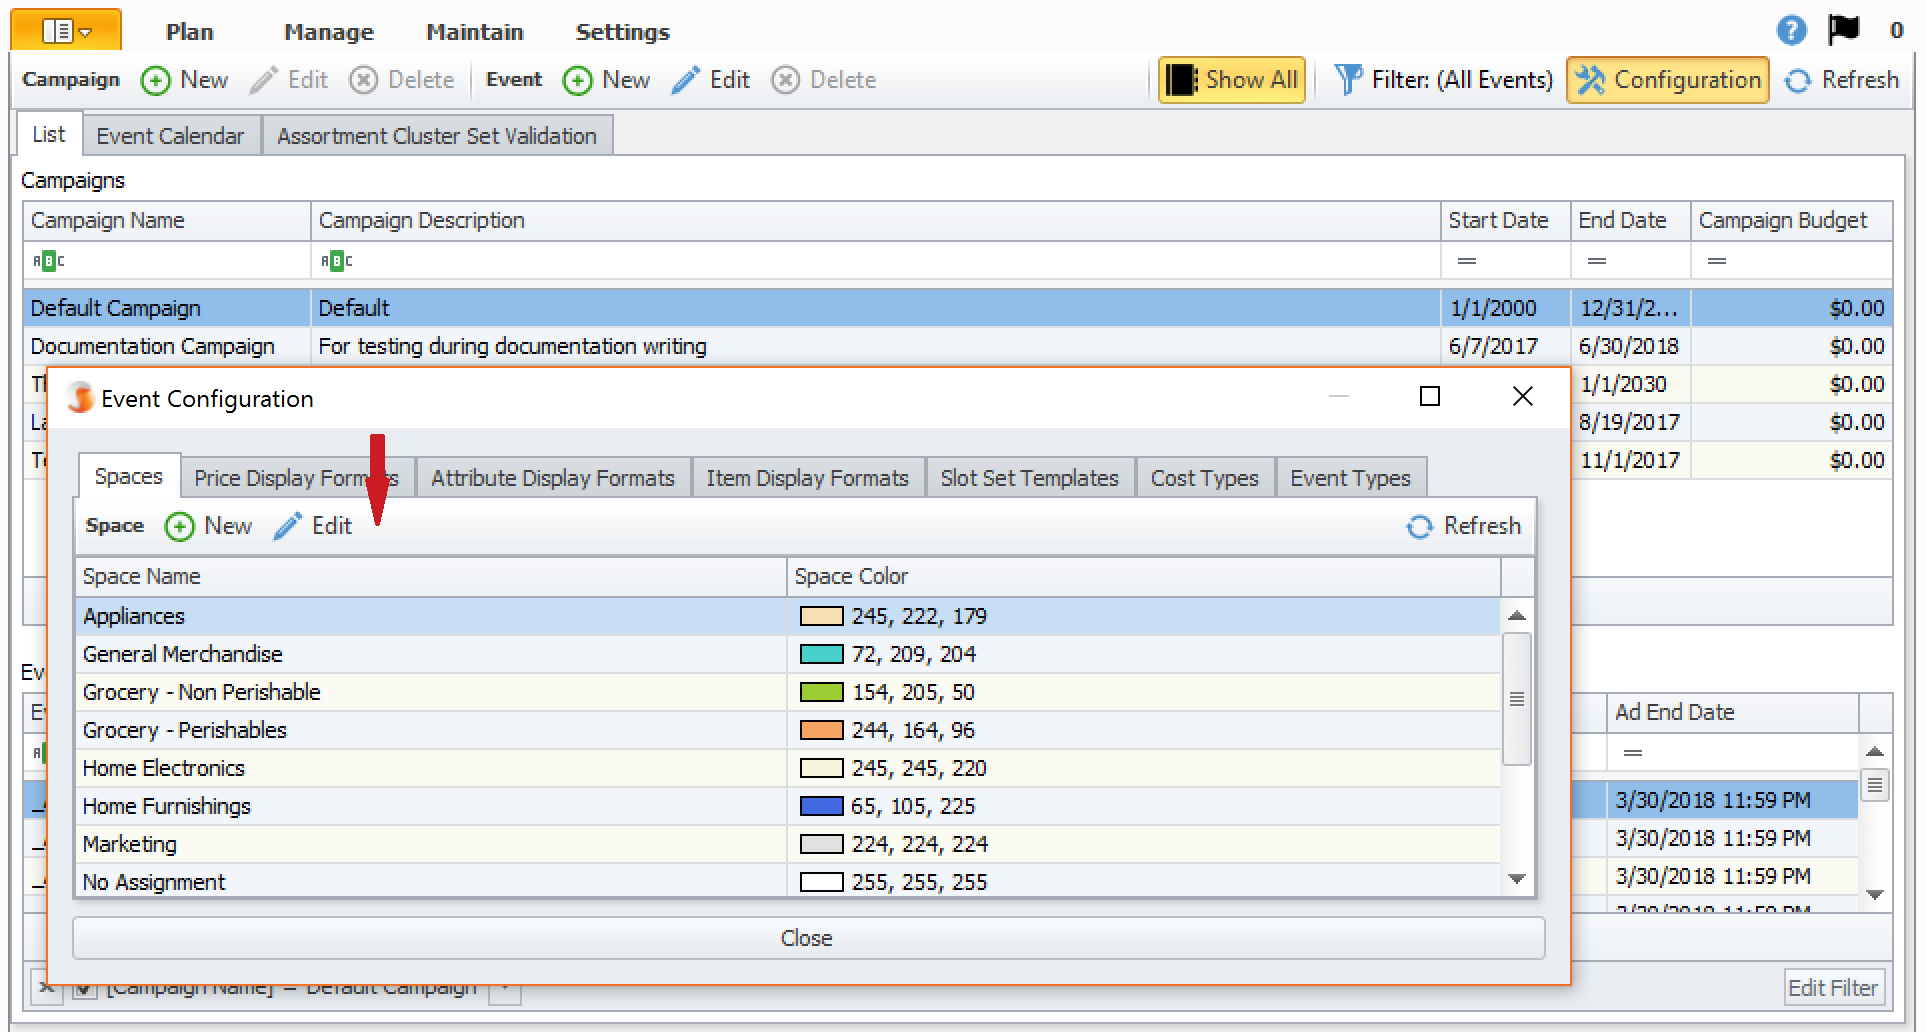 Plan Manage Maintain Settings ? 0
Campaign New Edit Delete Event New Edit Delete Show All Filter: (All Events) Configuration Refresh
List Event Calendar Assortment Cluster Set Validation
Campaigns
Campaign Name Campaign Description Start Date End Date Campaign Budget
ABC ABC = = =
Default Campaign Default 1/1/2000 12/31/2... $0.00
Documentation Campaign For testing during documentation writing 6/7/2017 6/30/2018 $0.00
1/1/2030 $0.00
8/19/2017 $0.00
11/1/2017 $0.00
Event Configuration
Spaces Price Display Formats Attribute Display Formats Item Display Formats Slot Set Templates Cost Types Event Types
Space New Edit Refresh
Space Name Space Color
Appliances 245, 222, 179
General Merchandise 72, 209, 204
Grocery - Non Perishable 154, 205, 50
Grocery - Perishables 244, 164, 96
Home Electronics 245, 245, 220
Home Furnishings 65, 105, 225
Marketing 224, 224, 224
No Assignment 255, 255, 255
Close
Ad End Date
=
3/30/2018 11:59 PM
3/30/2018 11:59 PM
3/30/2018 11:59 PM
[Campaign Name] = Default Campaign Edit Filter